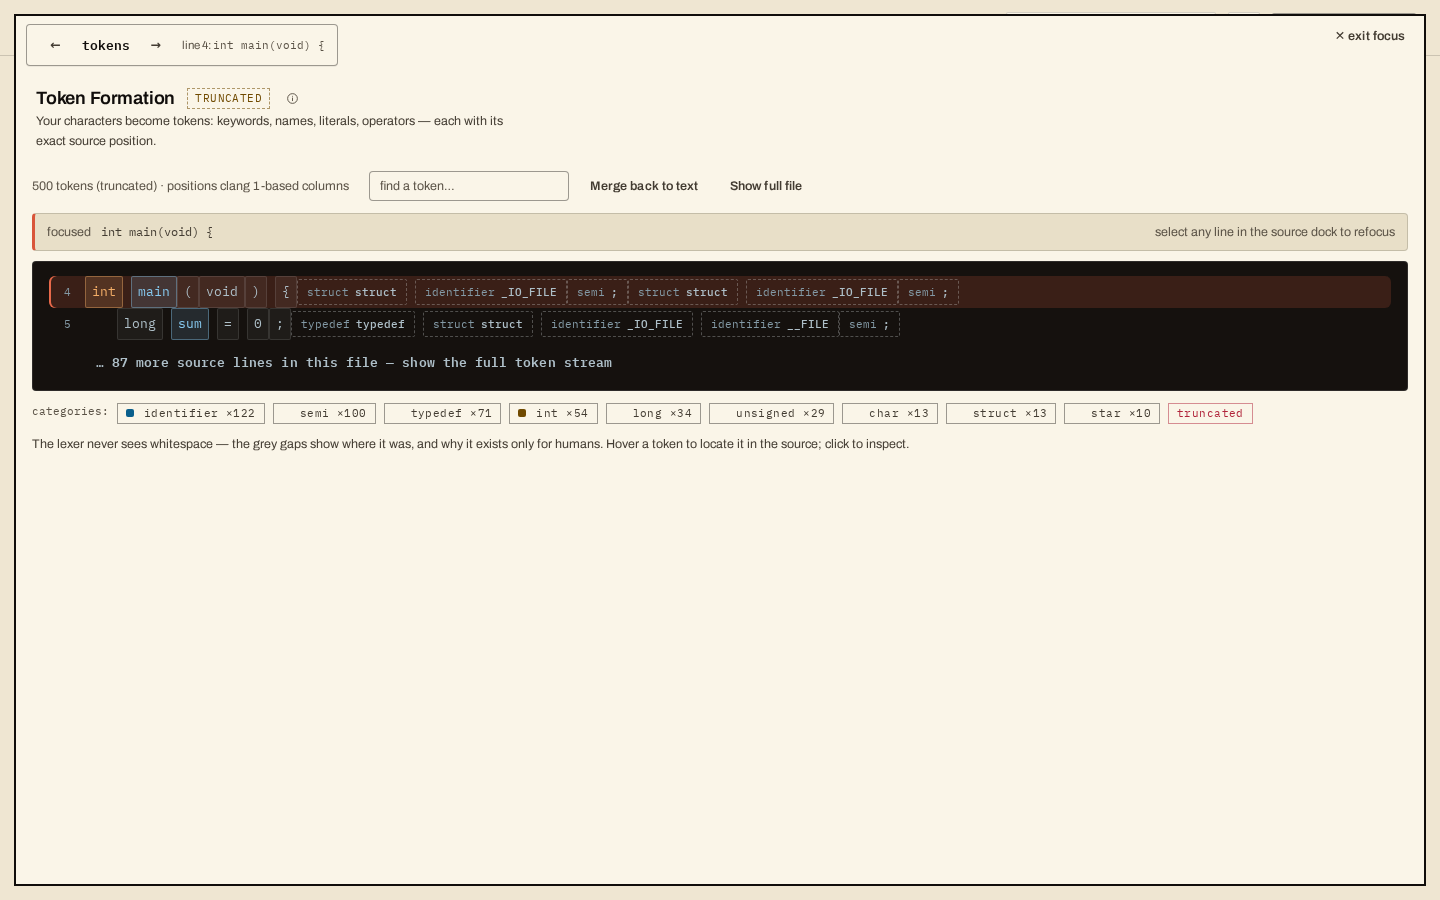 ← tokens → line 4: int main(void) {
✕ exit focus
Token Formation TRUNCATED
Your characters become tokens: keywords, names, literals, operators — each with its
exact source position.
500 tokens (truncated) · positions clang 1-based columns find a token... Merge back to text Show full file
focused int main(void) { select any line in the source dock to refocus
4 int main ( void ) { struct struct identifier _IO_FILE semi ; struct struct identifier _IO_FILE semi ;
5 long sum = 0 ; typedef typedef struct struct identifier _IO_FILE identifier __FILE semi ;
… 87 more source lines in this file — show the full token stream
categories: identifier ×122 semi ×100 typedef ×71 int ×54 long ×34 unsigned ×29 char ×13 struct ×13 star ×10 truncated
The lexer never sees whitespace — the grey gaps show where it was, and why it exists only for humans. Hover a token to locate it in the source; click to inspect.